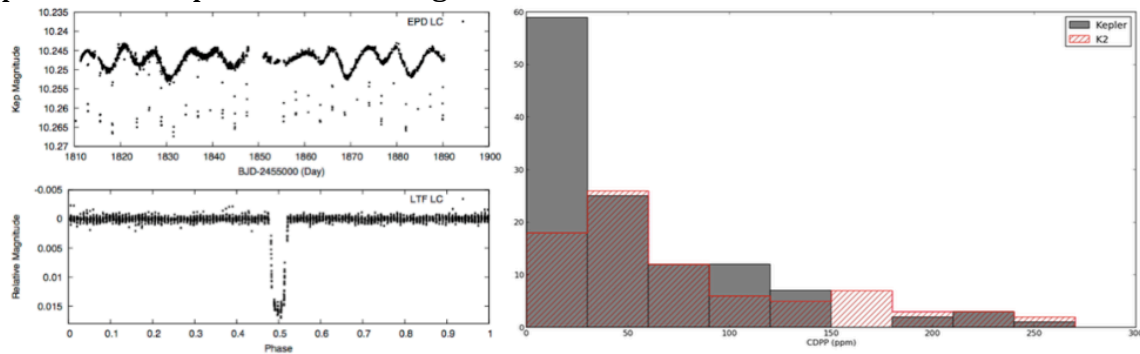 EPD LC
10.235
10.24
10.245
10.25
10.255
10.26
10.265
10.27
Kep Magnitude
1810 1820 1830 1840 1850 1860 1870 1880 1890 1900
BJD-2455000 (Day)
LTF LC
-0.005
0
0.005
0.01
0.015
Relative Magnitude
0 0.1 0.2 0.3 0.4 0.5 0.6 0.7 0.8 0.9 1
Phase
Kepler
K2
60
50
40
30
20
10
0
50 100 150 200 250 300
CDPP (ppm)